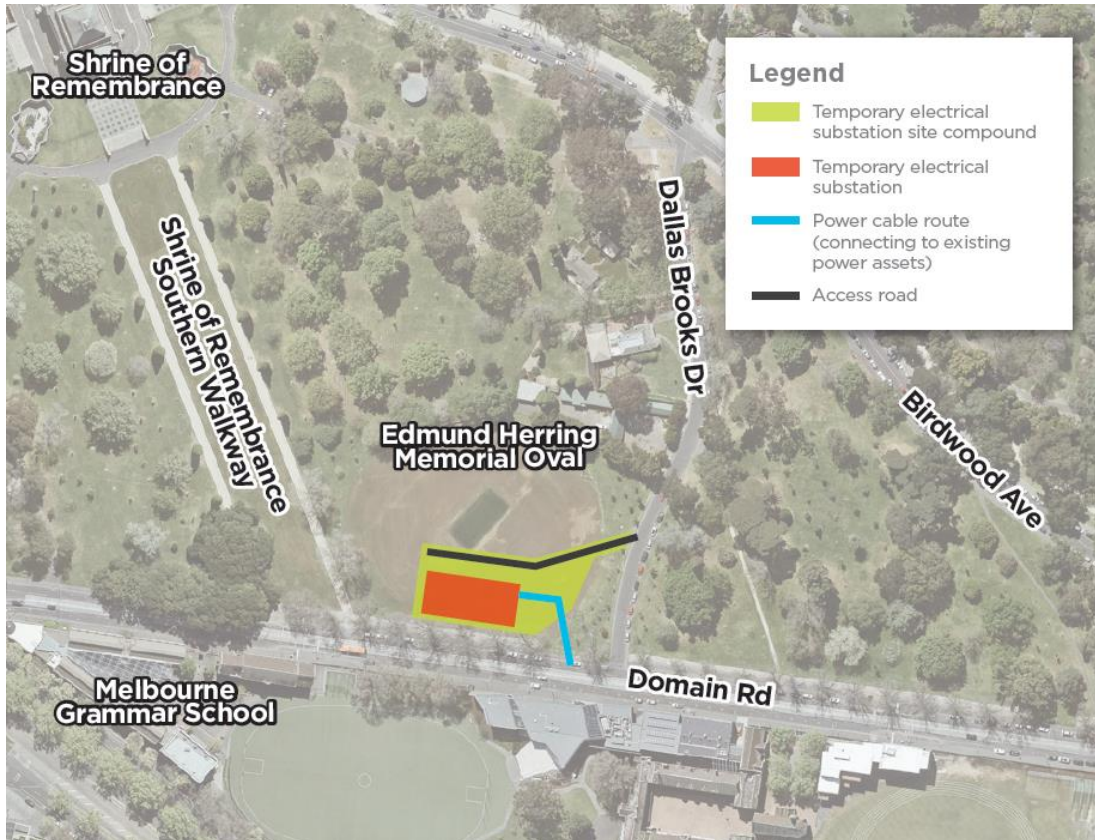 Shrine of
Remembrance
Legend
Temporary electrical
substation site compound
Temporary electrical
substation
Power cable route
(connecting to existing
power assets)
Access road
Dallas Brooks Dr
Shrine of Remembrance
Southern Walkway
Birdwood Ave
Edmund Herring
Memorial Oval
Domain Rd
Melbourne
Grammar School